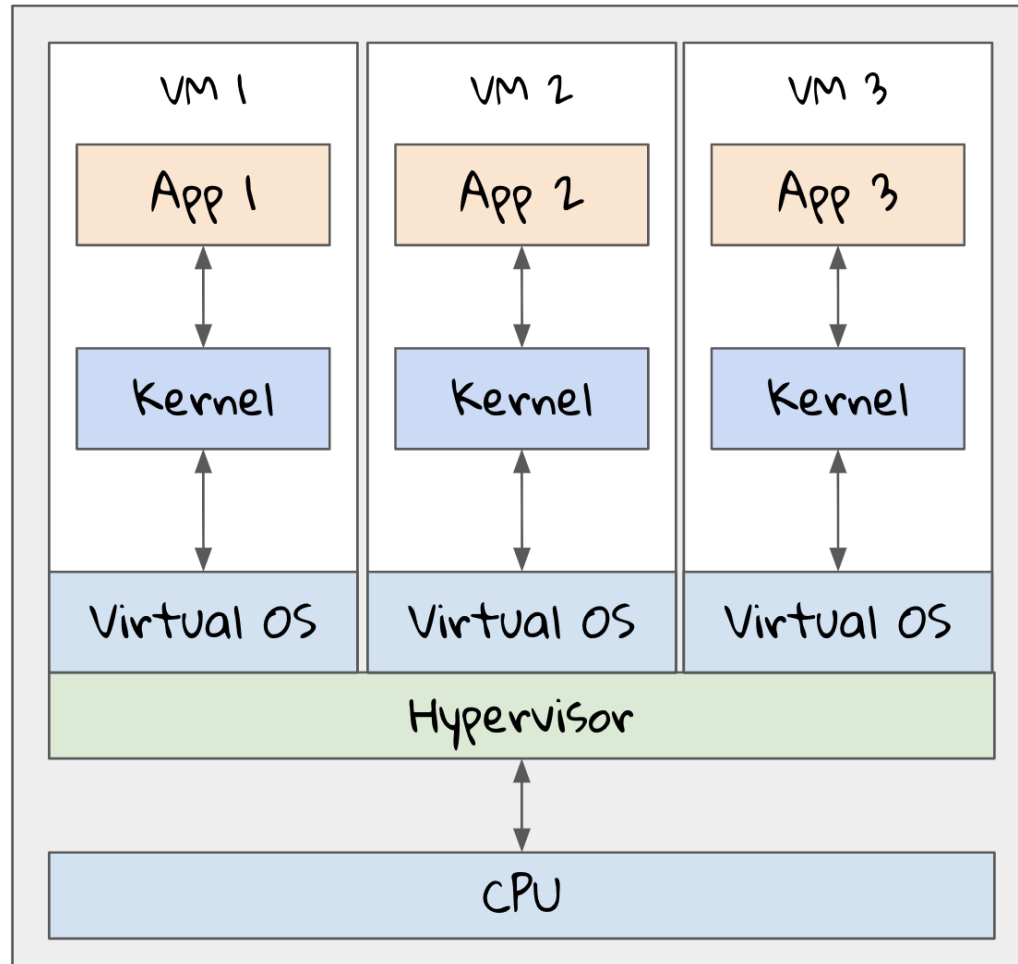 VM 1
VM 2
VM 3
App 1
App 2
App 3
Kernel
Kernel
Kernel
Virtual OS
Virtual OS
Virtual OS
Hypervisor
CPU